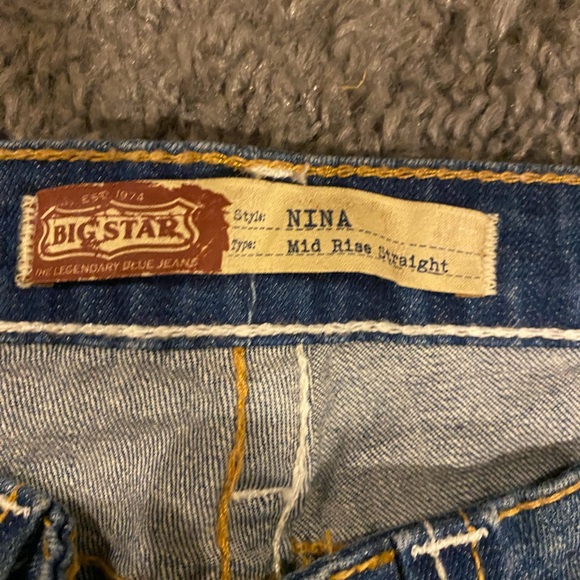 EST 1974
BIG STAR
THE LEGENDARY BLUE JEANS
Style: NINA
Type: Mid Rise Straight